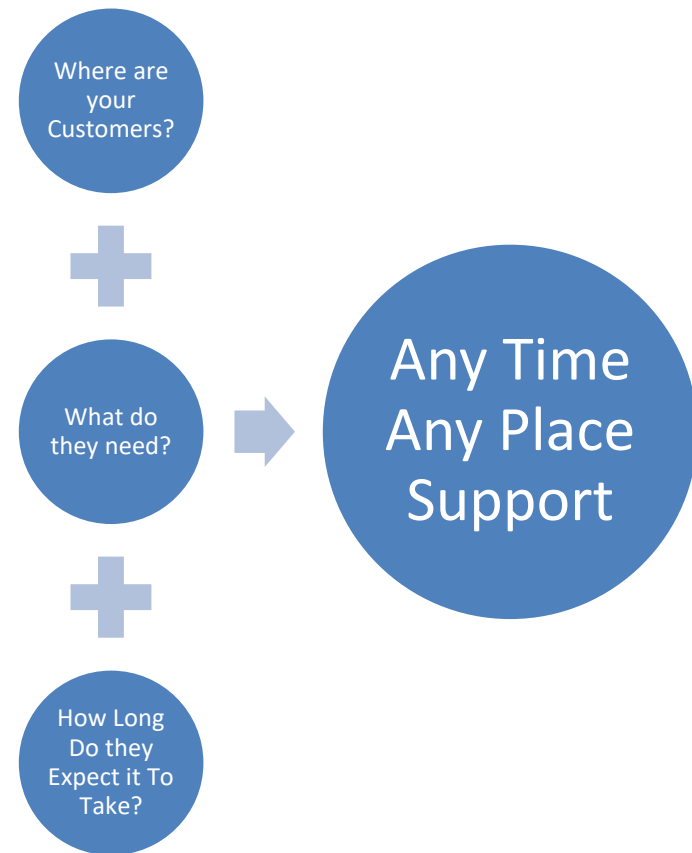 Where are
your
Customers?
What do
they need?
How Long
Do they
Expect it To
Take?
Any Time
Any Place
Support